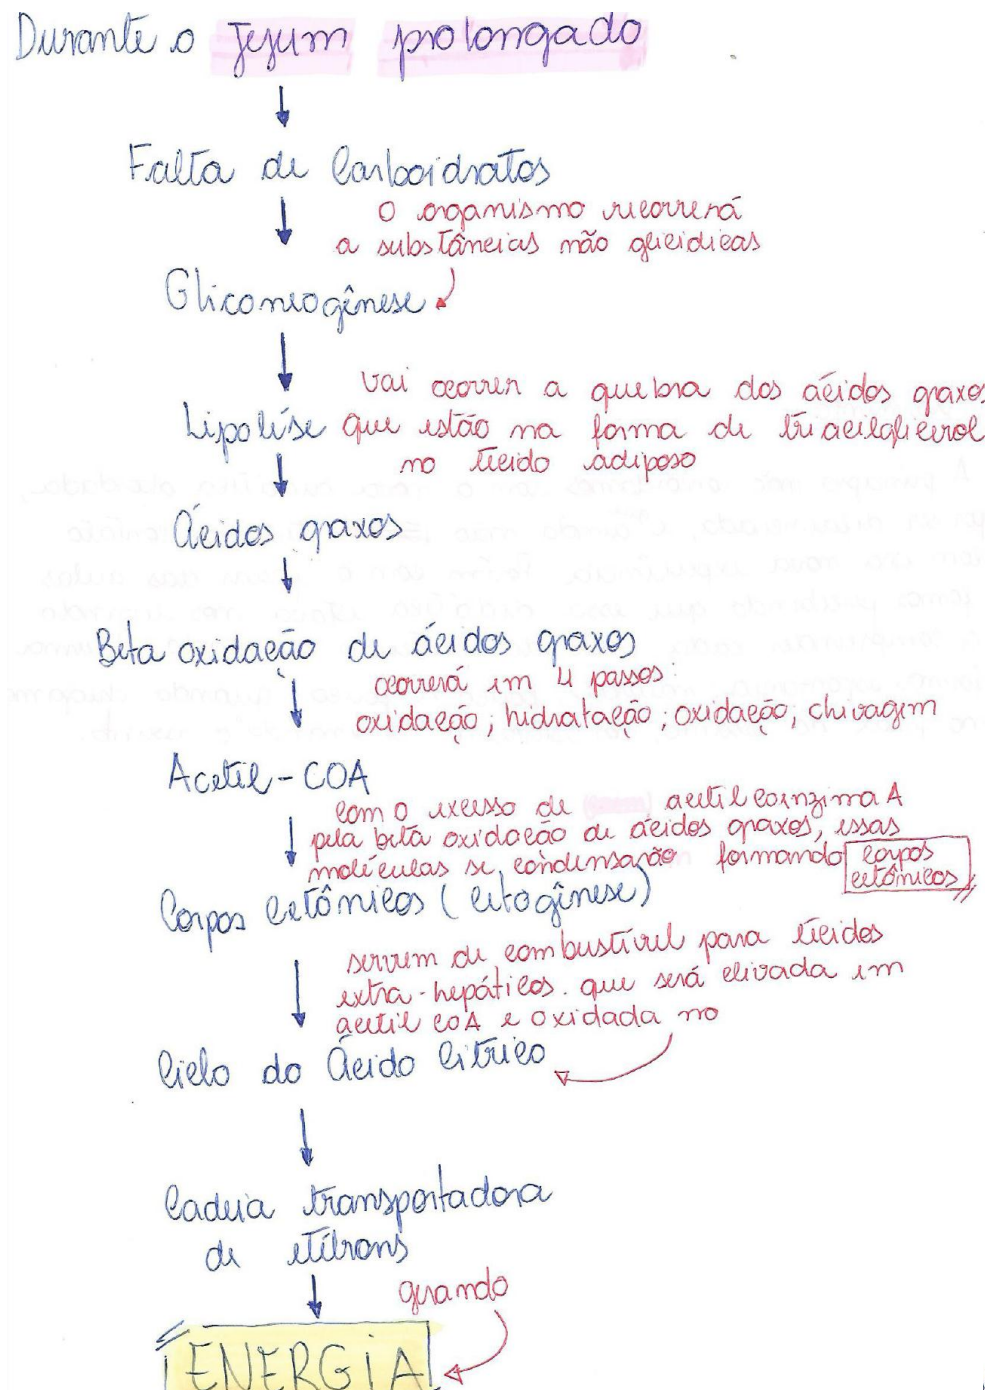 Durante o Jejum prolongado
Falta de Carboidratos
O organismo recorrerá
a substâncias não glicídicas
Gliconeogênese
Vai ocorrer a quebra dos ácidos graxos
Lipolíse que estão na forma de triacilglicerol
no tecido adiposo
Ácidos graxos
Beta oxidação de ácidos graxos
ocorrerá em 4 passos:
oxidação; hidratação; oxidação; clivagem
Acetil-COA
com o excesso de acetil coenzima A
pela beta oxidação de ácidos graxos, essas
moléculas se condensarão formando corpos
cetônicos
Corpos Cetônicos (cetogênese)
servem de combustível para tecidos
extra-hepáticos. que será clivada em
acetil coA e oxidada no
Ciclo do Ácido Cítrico
Cadeia transportadora
de elétrons
gerando
ENERGIA